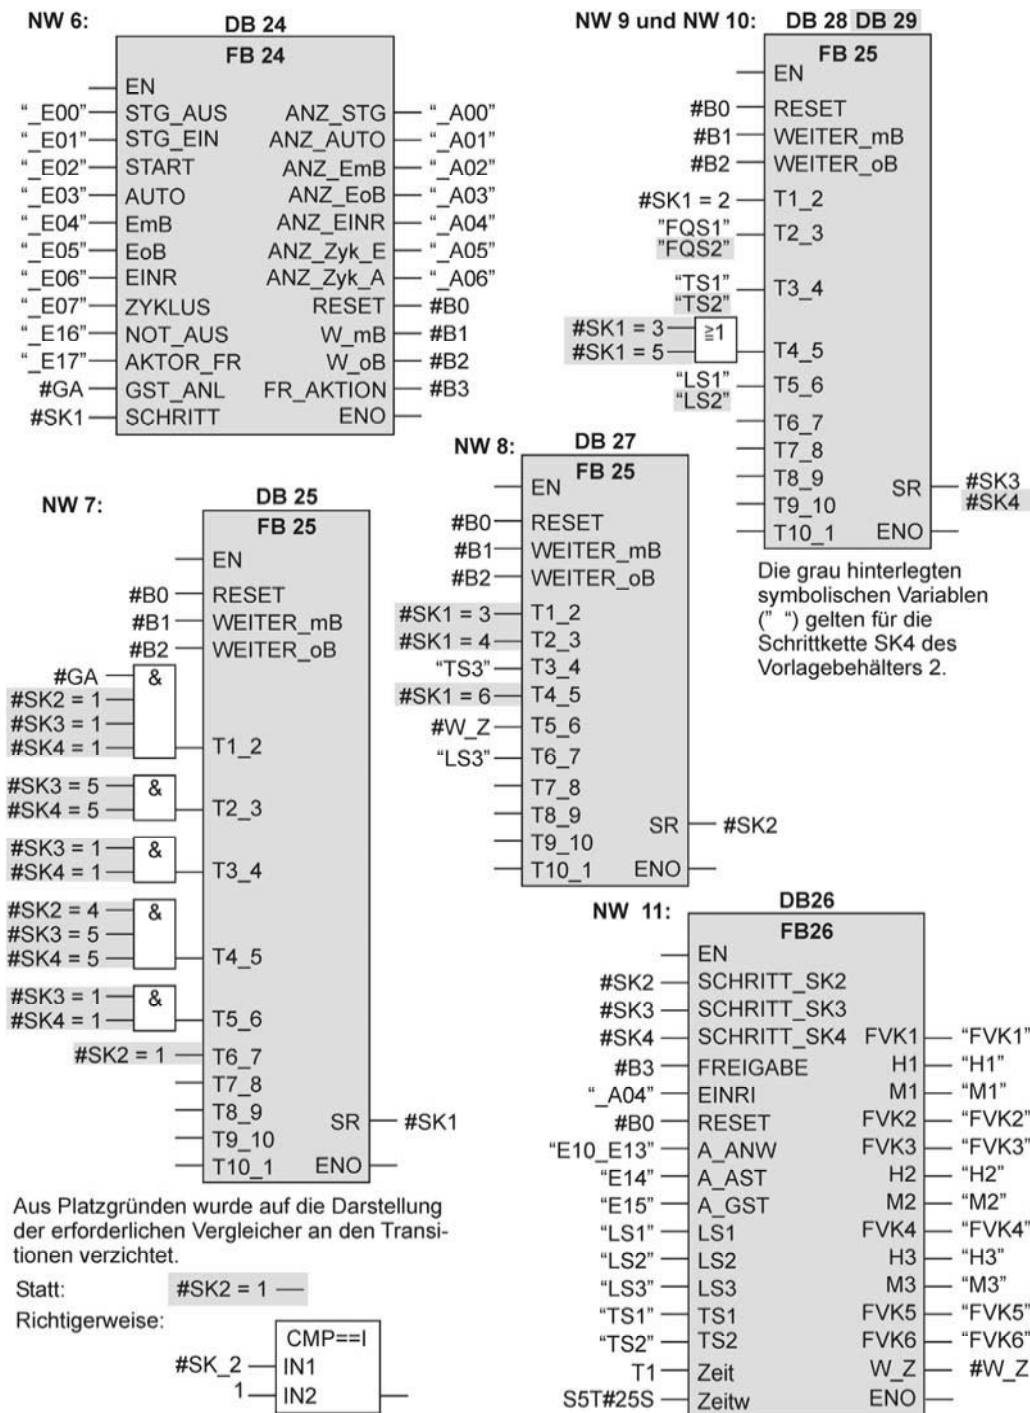 NW 6:
DB 24
FB 24
EN
"_E00" STG_AUS ANZ_STG "_A00"
"_E01" STG_EIN ANZ_AUTO "_A01"
"_E02" START ANZ_EmB "_A02"
"_E03" AUTO ANZ_EoB "_A03"
"_E04" EmB ANZ_EINR "_A04"
"_E05" EoB ANZ_Zyk_E "_A05"
"_E06" EINR ANZ_Zyk_A "_A06"
"_E07" ZYKLUS RESET #B0
"_E16" NOT_AUS W_mB #B1
"_E17" AKTOR_FR W_oB #B2
#GA GST_ANL FR_AKTION #B3
#SK1 SCHRITT ENO
NW 9 und NW 10: DB 28 DB 29
FB 25
EN
#B0 RESET
#B1 WEITER_mB
#B2 WEITER_oB
#SK1 = 2 T1_2
"FQS1" T2_3
"FQS2"
"TS1" T3_4
"TS2"
#SK1 = 3 ≧1
#SK1 = 5 T4_5
"LS1" T5_6
"LS2"
T6_7
T7_8
T8_9
SR #SK3
T9_10 #SK4
T10_1 ENO
Die grau hinterlegten
symbolischen Variablen
(" ") gelten für die
Schrittkette SK4 des
Vorlagebehälters 2.
NW 7:
DB 25
FB 25
EN
#B0 RESET
#B1 WEITER_mB
#B2 WEITER_oB
#GA &
#SK2 = 1
#SK3 = 1
#SK4 = 1 T1_2
#SK3 = 5 &
#SK4 = 5 T2_3
#SK3 = 1 &
#SK4 = 1 T3_4
#SK2 = 4 &
#SK3 = 5
#SK4 = 5 T4_5
#SK3 = 1 &
#SK4 = 1 T5_6
#SK2 = 1 T6_7
T7_8
T8_9
SR #SK1
T9_10
T10_1 ENO
NW 8:
DB 27
FB 25
EN
#B0 RESET
#B1 WEITER_mB
#B2 WEITER_oB
#SK1 = 3 T1_2
#SK1 = 4 T2_3
"TS3" T3_4
#SK1 = 6 T4_5
#W_Z T5_6
"LS3" T6_7
T7_8
T8_9
SR #SK2
T9_10
T10_1 ENO
Aus Platzgründen wurde auf die Darstellung
der erforderlichen Vergleicher an den Transi-
tionen verzichtet.
Statt: #SK2 = 1
Richtigerweise:
CMP==I
#SK_2 IN1
1 IN2
NW 11:
DB26
FB26
EN
#SK2 SCHRITT_SK2
#SK3 SCHRITT_SK3
#SK4 SCHRITT_SK4 FVK1 "FVK1"
#B3 FREIGABE H1 "H1"
"_A04" EINRI M1 "M1"
#B0 RESET FVK2 "FVK2"
"E10_E13" A_ANW FVK3 "FVK3"
"E14" A_AST H2 "H2"
"E15" A_GST M2 "M2"
"LS1" LS1 FVK4 "FVK4"
"LS2" LS2 H3 "H3"
"LS3" LS3 M3 "M3"
"TS1" TS1 FVK5 "FVK5"
"TS2" TS2 FVK6 "FVK6"
T1 Zeit W_Z #W_Z
S5T#25S Zeitw ENO